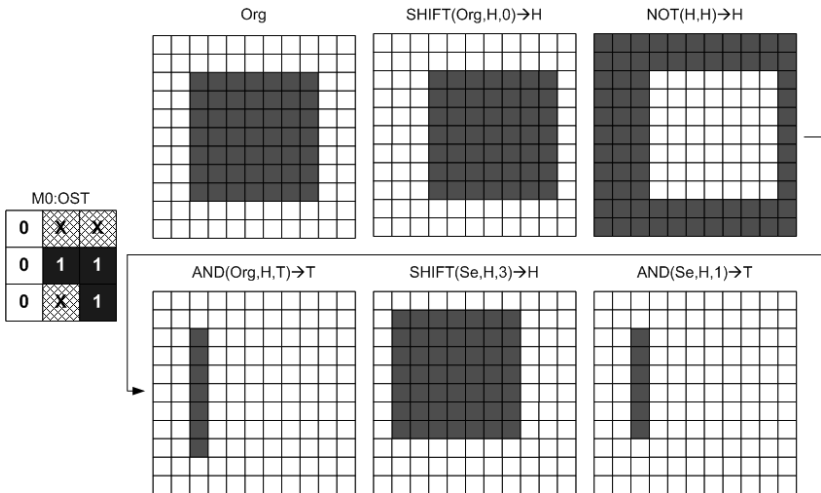 Org
SHIFT(Org,H,0)→H
NOT(H,H)→H
M0:OST
0 X X
0 1 1
0 X 1
AND(Org,H,T)→T
SHIFT(Se,H,3)→H
AND(Se,H,1)→T